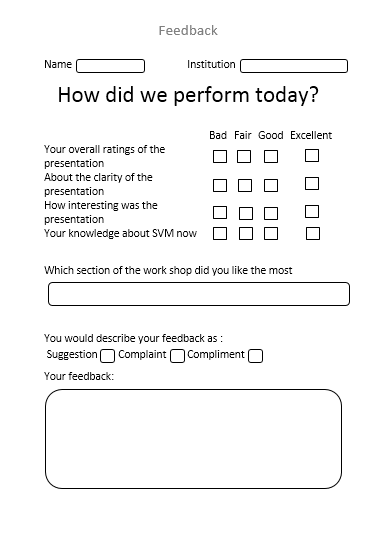 Feedback
Name Institution
How did we perform today?
Bad Fair Good Excellent
Your overall ratings of the
presentation
About the clarity of the
presentation
How interesting was the
presentation
Your knowledge about SVM now
Which section of the work shop did you like the most
You would describe your feedback as :
Suggestion Complaint Compliment
Your feedback: